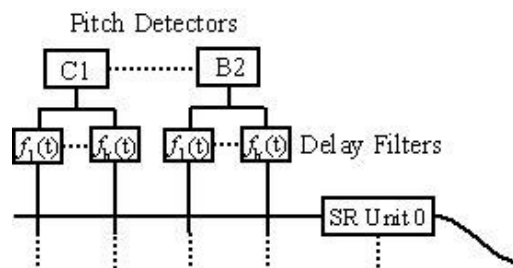 Pitch Detectors
C1 B2
f1(t) fk(t) f1(t) fk(t) Delay Filters
SR Unit 0